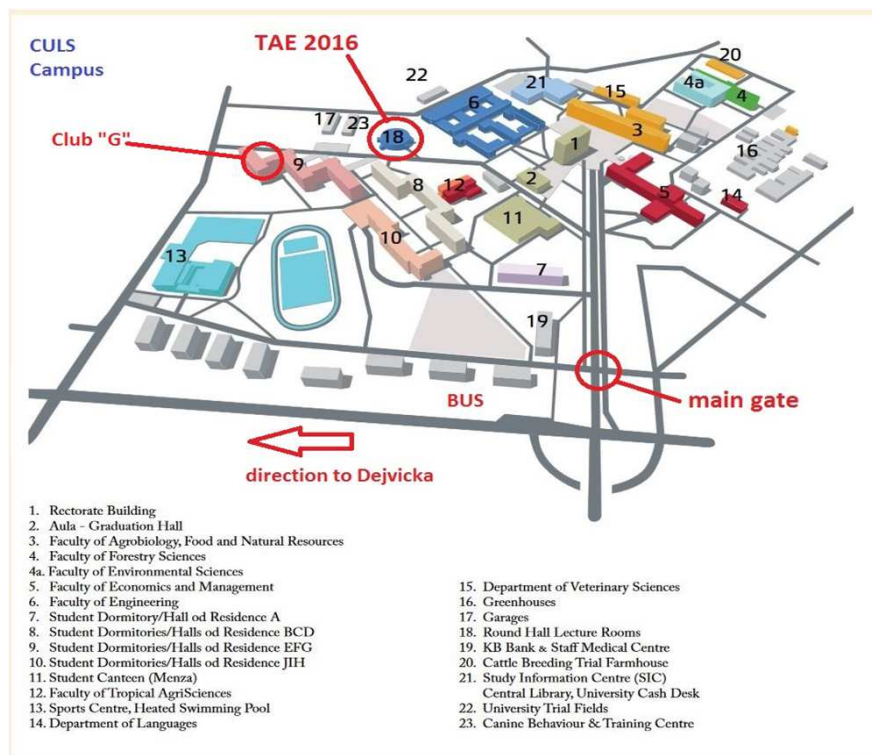 CULS
Campus
TAE 2016
Club "G"
22
17
23
18
6
21
15
20
4a
4
3
1
16
9
8
12
2
5
14
11
10
13
7
19
main gate
BUS
direction to Dejvicka
1. Rectorate Building
2. Aula - Graduation Hall
3. Faculty of Agrobiology, Food and Natural Resources
4. Faculty of Forestry Sciences
4a. Faculty of Environmental Sciences
5. Faculty of Economics and Management
6. Faculty of Engineering
7. Student Dormitory/Hall od Residence A
8. Student Dormitories/Halls od Residence BCD
9. Student Dormitories/Halls od Residence EFG
10. Student Dormitories/Halls od Residence JIH
11. Student Canteen (Menza)
12. Faculty of Tropical AgriSciences
13. Sports Centre, Heated Swimming Pool
14. Department of Languages
15. Department of Veterinary Sciences
16. Greenhouses
17. Garages
18. Round Hall Lecture Rooms
19. KB Bank & Staff Medical Centre
20. Cattle Breeding Trial Farmhouse
21. Study Information Centre (SIC)
Central Library, University Cash Desk
22. University Trial Fields
23. Canine Behaviour & Training Centre